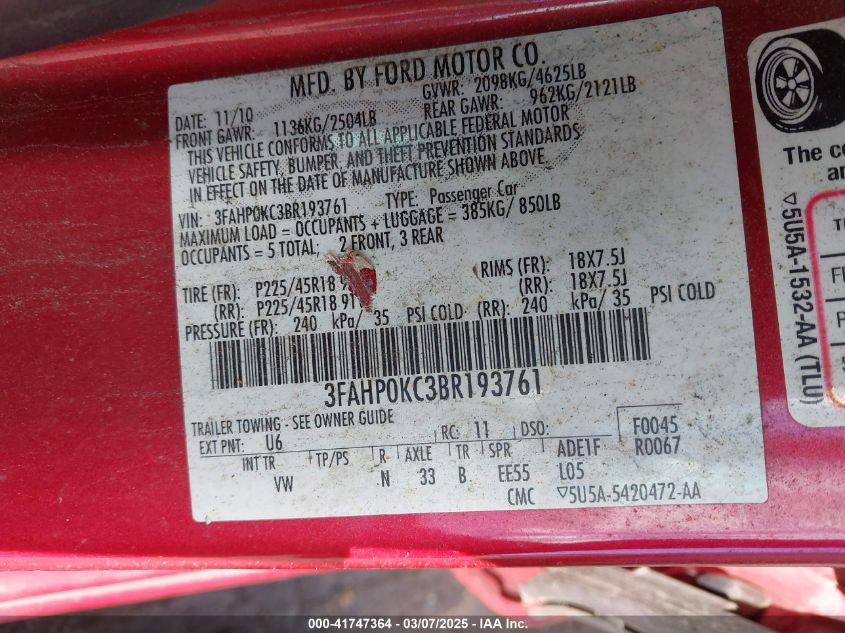 MFD. BY FORD MOTOR CO.
DATE: 11/10 GVWR: 2098KG/4625LB
FRONT GAWR: 1136KG/2504LB REAR GAWR: 962KG/2121LB
THIS VEHICLE CONFORMS TO ALL APPLICABLE FEDERAL MOTOR
VEHICLE SAFETY, BUMPER, AND THEFT PREVENTION STANDARDS
IN EFFECT ON THE DATE OF MANUFACTURE SHOWN ABOVE.
VIN: 3FAHP0KC3BR193761 TYPE: Passenger Car
MAXIMUM LOAD = OCCUPANTS + LUGGAGE = 385KG/ 850LB
OCCUPANTS = 5 TOTAL; 2 FRONT, 3 REAR
TIRE (FR): P225/45R18 RIMS (FR): 18X7.5J
(RR): P225/45R18 91 (RR): 18X7.5J
PRESSURE (FR): 240 kPa/ 35 PSI COLD (RR): 240 kPa/ 35 PSI COLD
3FAHP0KC3BR193761
TRAILER TOWING - SEE OWNER GUIDE
EXT PNT: U6 RC: 11 DSO: F0045
INT TR TP/PS R AXLE TR SPR ADE1F R0067
VW N 33 B EE55 L05
CMC ▽5U5A-5420472-AA
The co
an
▽5U5A-1532-AA (TLU)
000-41747364 | 03/07/2025 | IAA Inc.